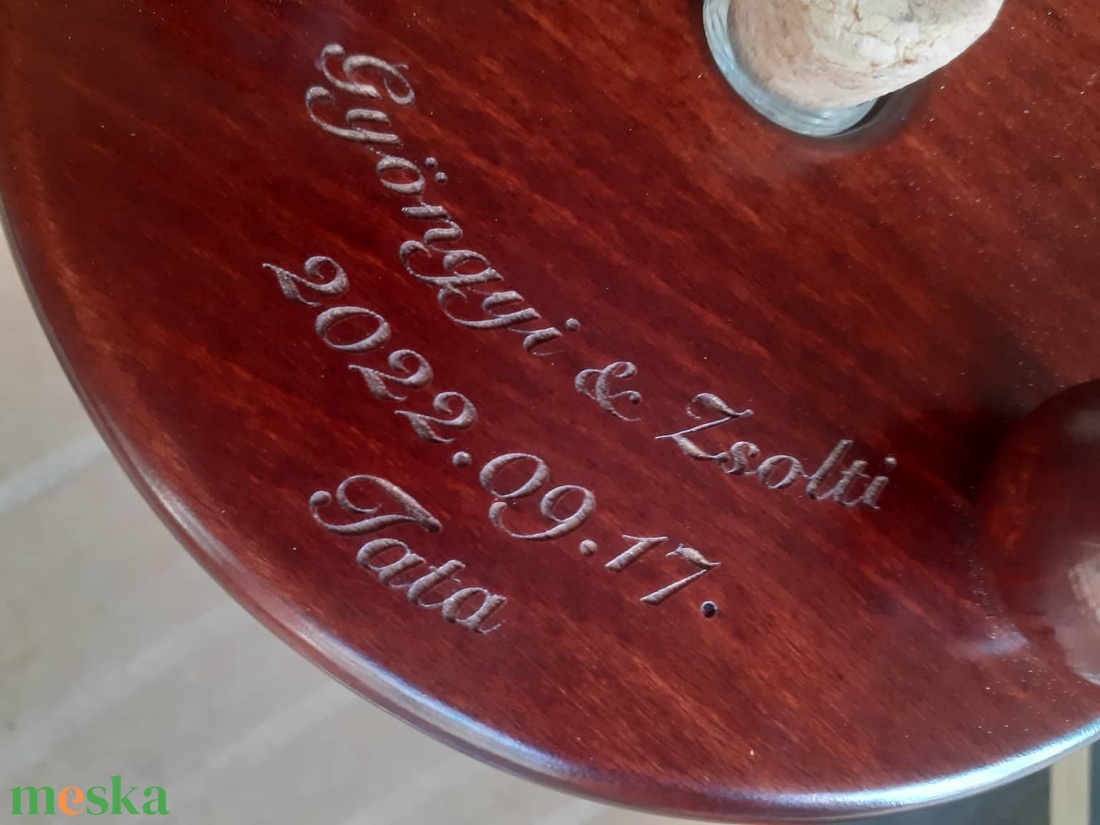 Gyöngyi & Zsolti
2022.09.17.
Tata
meska